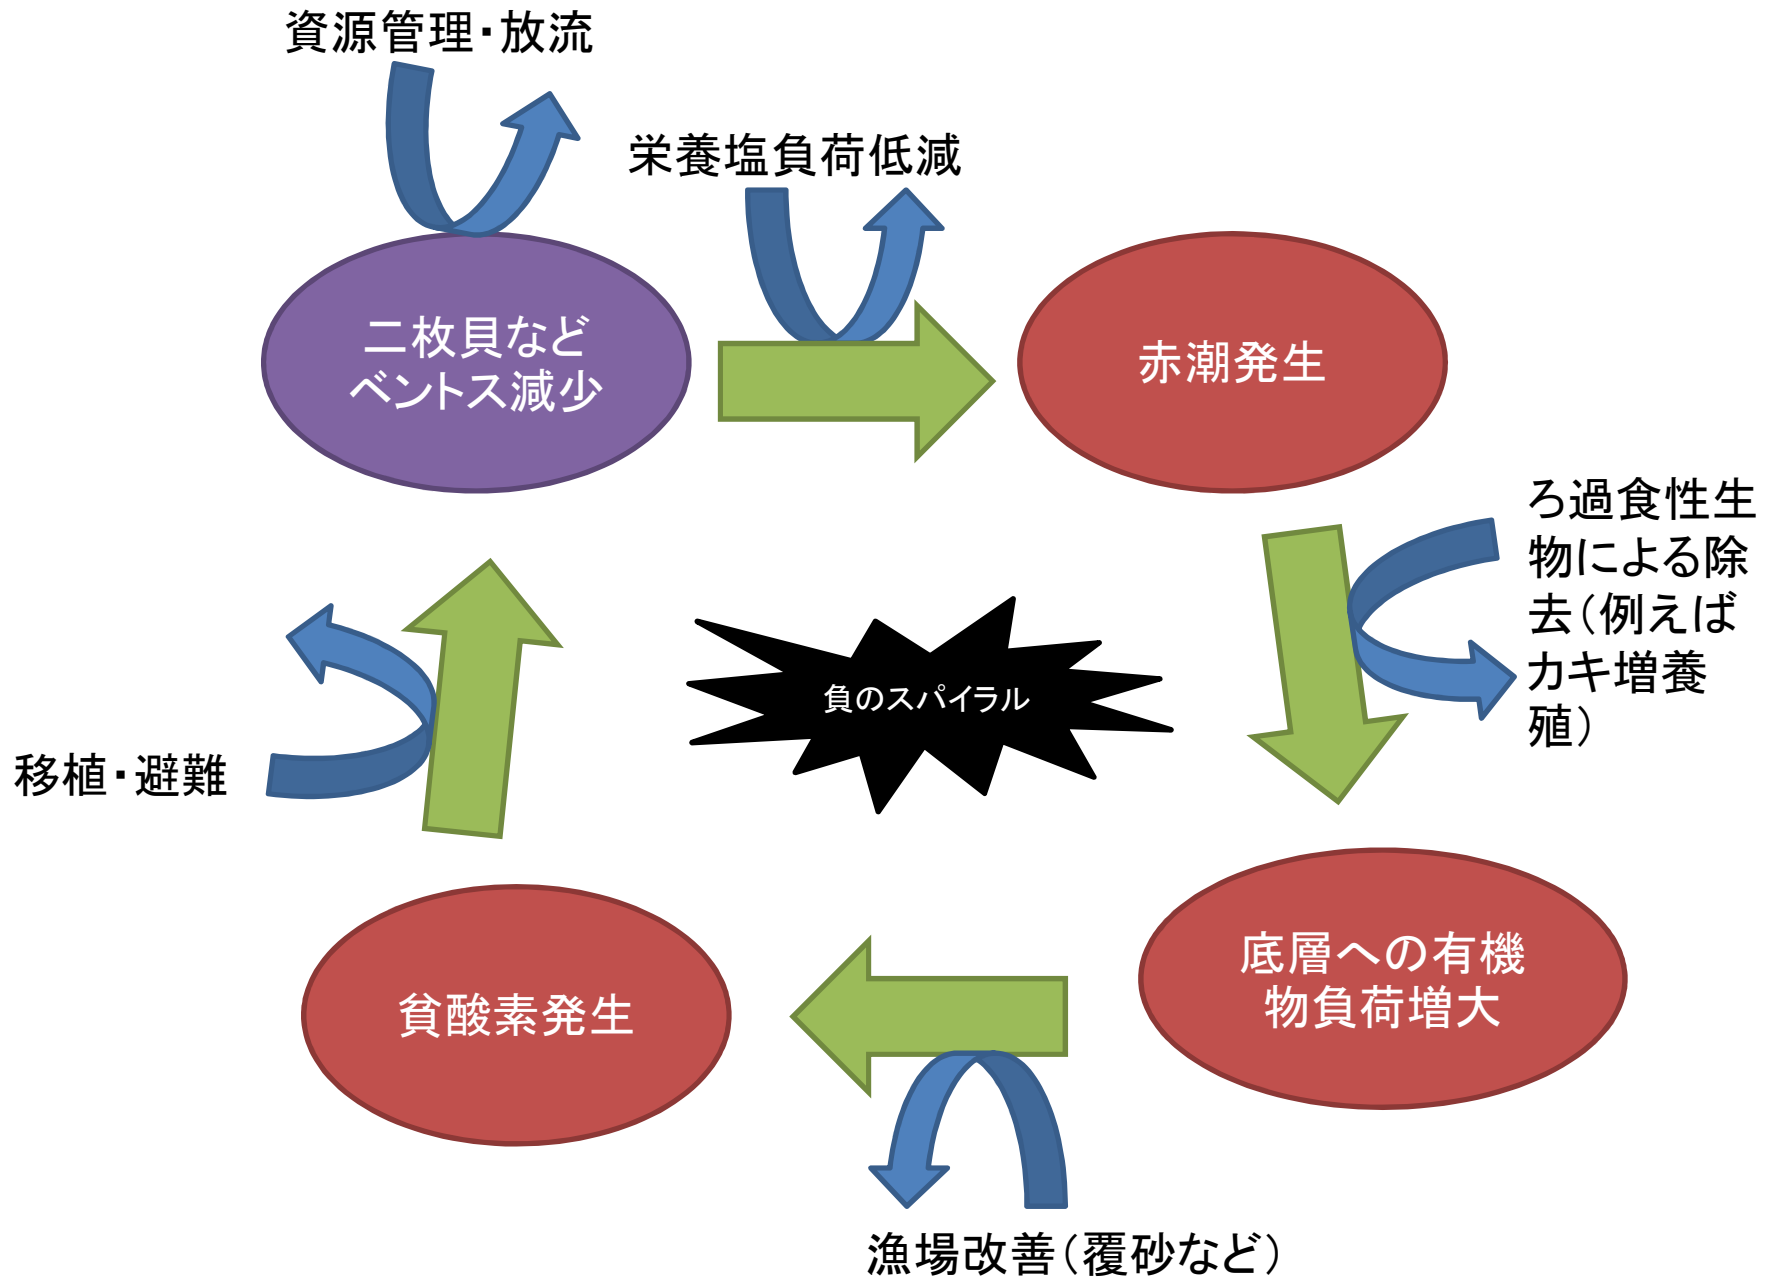 資源管理・放流
栄養塩負荷低減
二枚貝など
ベントス減少
赤潮発生
ろ過食性生
物による除
去（例えば
カキ増養
殖）
負のスパイラル
移植・避難
底層への有機
物負荷増大
貧酸素発生
漁場改善（覆砂など）